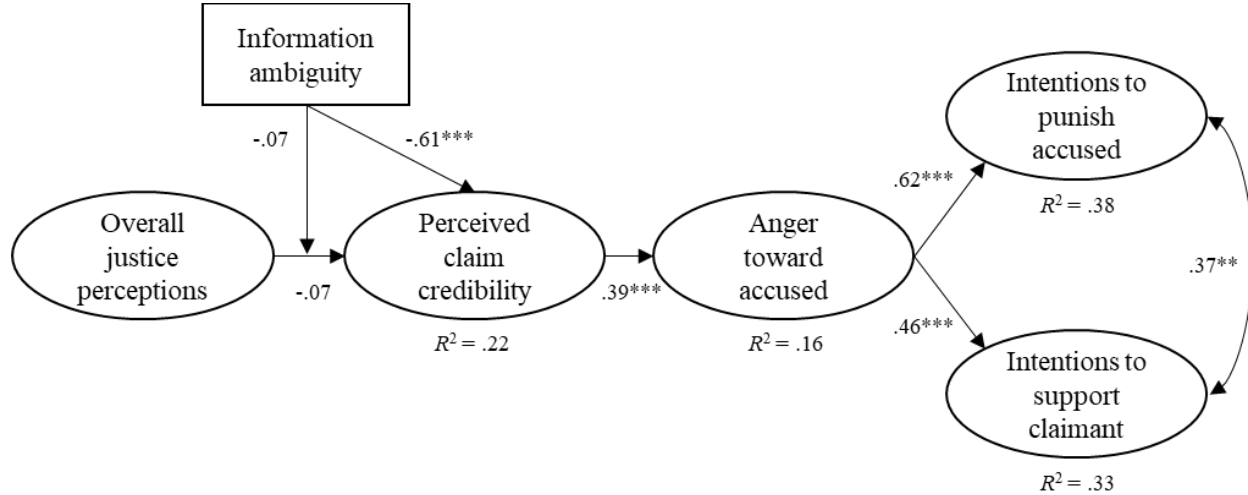 Information
ambiguity
-.07
-.61***
Overall
justice
perceptions
-.07
Perceived
claim
credibility
R² = .22
.39***
Anger
toward
accused
R² = .16
.62***
.46***
Intentions to
punish
accused
R² = .38
.37**
Intentions to
support
claimant
R² = .33